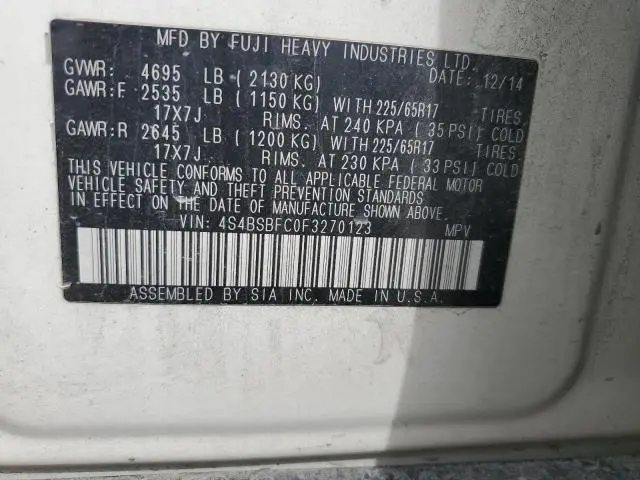 MFD BY FUJI HEAVY INDUSTRIES LTD.
GVWR: 4695 LB ( 2130 KG) DATE: 12/14
GAWR:F 2535 LB ( 1150 KG) WITH 225/65R17 TIRES.
17X7J RIMS. AT 240 KPA ( 35 PSI) COLD
GAWR:R 2645 LB ( 1200 KG) WITH 225/65R17 TIRES.
17X7J RIMS. AT 230 KPA ( 33 PSI) COLD
THIS VEHICLE CONFORMS TO ALL APPLICABLE FEDERAL MOTOR
VEHICLE SAFETY AND THEFT PREVENTION STANDARDS
IN EFFECT ON THE DATE OF MANUFACTURE SHOWN ABOVE.
VIN: 4S4BSBFC0F3270123 MPV
ASSEMBLED BY SIA INC. MADE IN U.S.A.